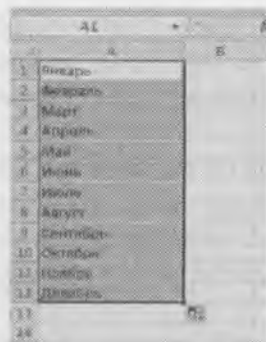 A1
A B
1 Январь
2 Февраль
3 Март
4 Апрель
5 Май
6 Июнь
7 Июль
8 Август
9 Сентябрь
10 Октябрь
11 Ноябрь
12 Декабрь
13
14